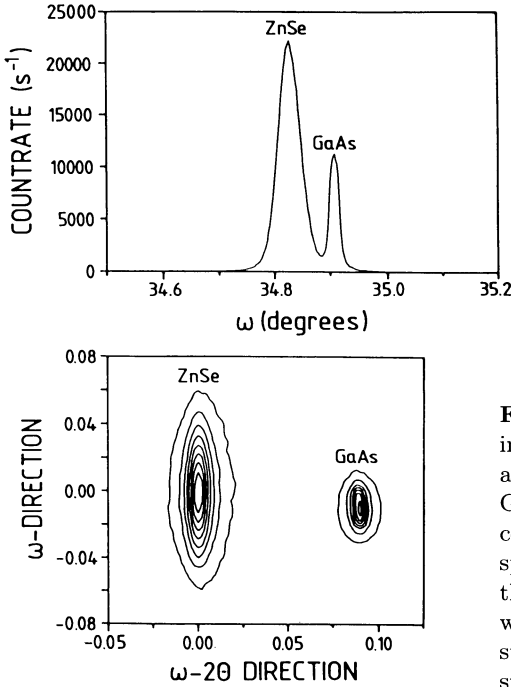 25000
20000
15000
10000
5000
0
COUNTRATE (s⁻¹)
ZnSe
GaAs
34.6 34.8 35.0 35.2
ω (degrees)
0.08
0.04
0.00
-0.04
-0.08
ω-DIRECTION
ZnSe
GaAs
-0.05 0.00 0.05 0.10
ω-2θ DIRECTION